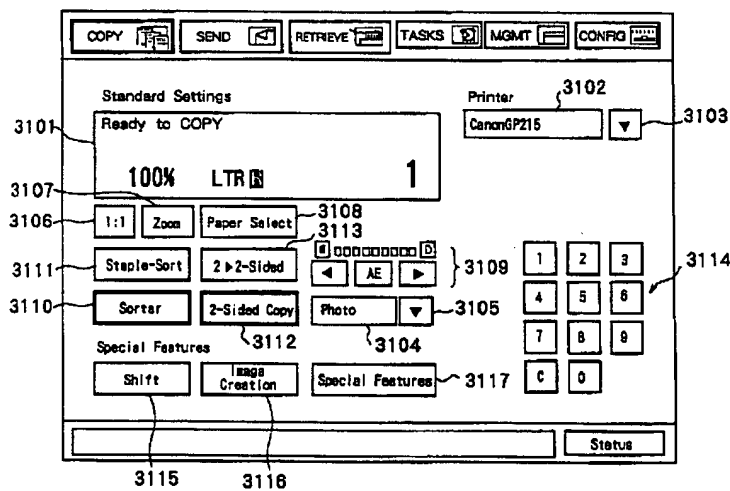 COPY SEND RETRIEVE TASKS MGMT CONFIG
Standard Settings
Printer
3102
3101
Ready to COPY
CanonGP215
▼
3103
100% LTR R 1
3107
3106
1:1 Zoom Paper Select
3108
3113
3111
Staple-Sort 2▶2-Sided
◀ AE ▶
3109
1 2 3
3114
3110
Sorter 2-Sided Copy Photo ▼
3105
4 5 6
3112
3104
7 8 9
Special Features
Shift Image Creation Special Features
3117
C 0
Status
3115
3116